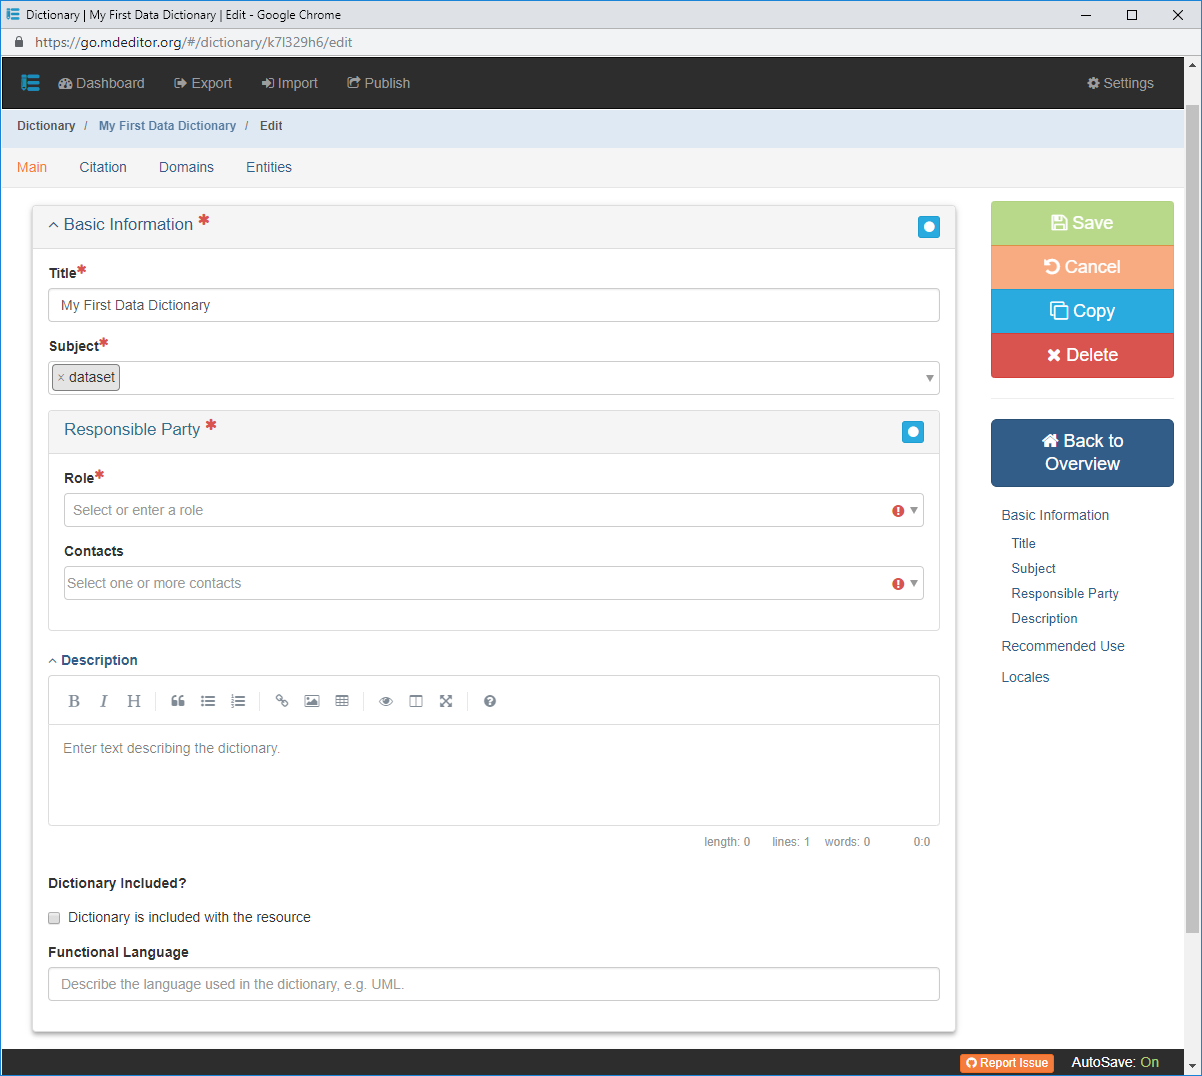 Dictionary | My First Data Dictionary | Edit - Google Chrome
https://go.mdeditor.org/#/dictionary/k7l329h6/edit
Dashboard Export Import Publish Settings
Dictionary / My First Data Dictionary / Edit
Main Citation Domains Entities
Basic Information *
Title*
My First Data Dictionary
Subject*
× dataset
Responsible Party *
Role*
Select or enter a role
Contacts
Select one or more contacts
Description
B I H
Enter text describing the dictionary.
length: 0 lines: 1 words: 0 0:0
Dictionary Included?
Dictionary is included with the resource
Functional Language
Describe the language used in the dictionary, e.g. UML.
Save
Cancel
Copy
Delete
Back to
Overview
Basic Information
Title
Subject
Responsible Party
Description
Recommended Use
Locales
Report Issue AutoSave: On